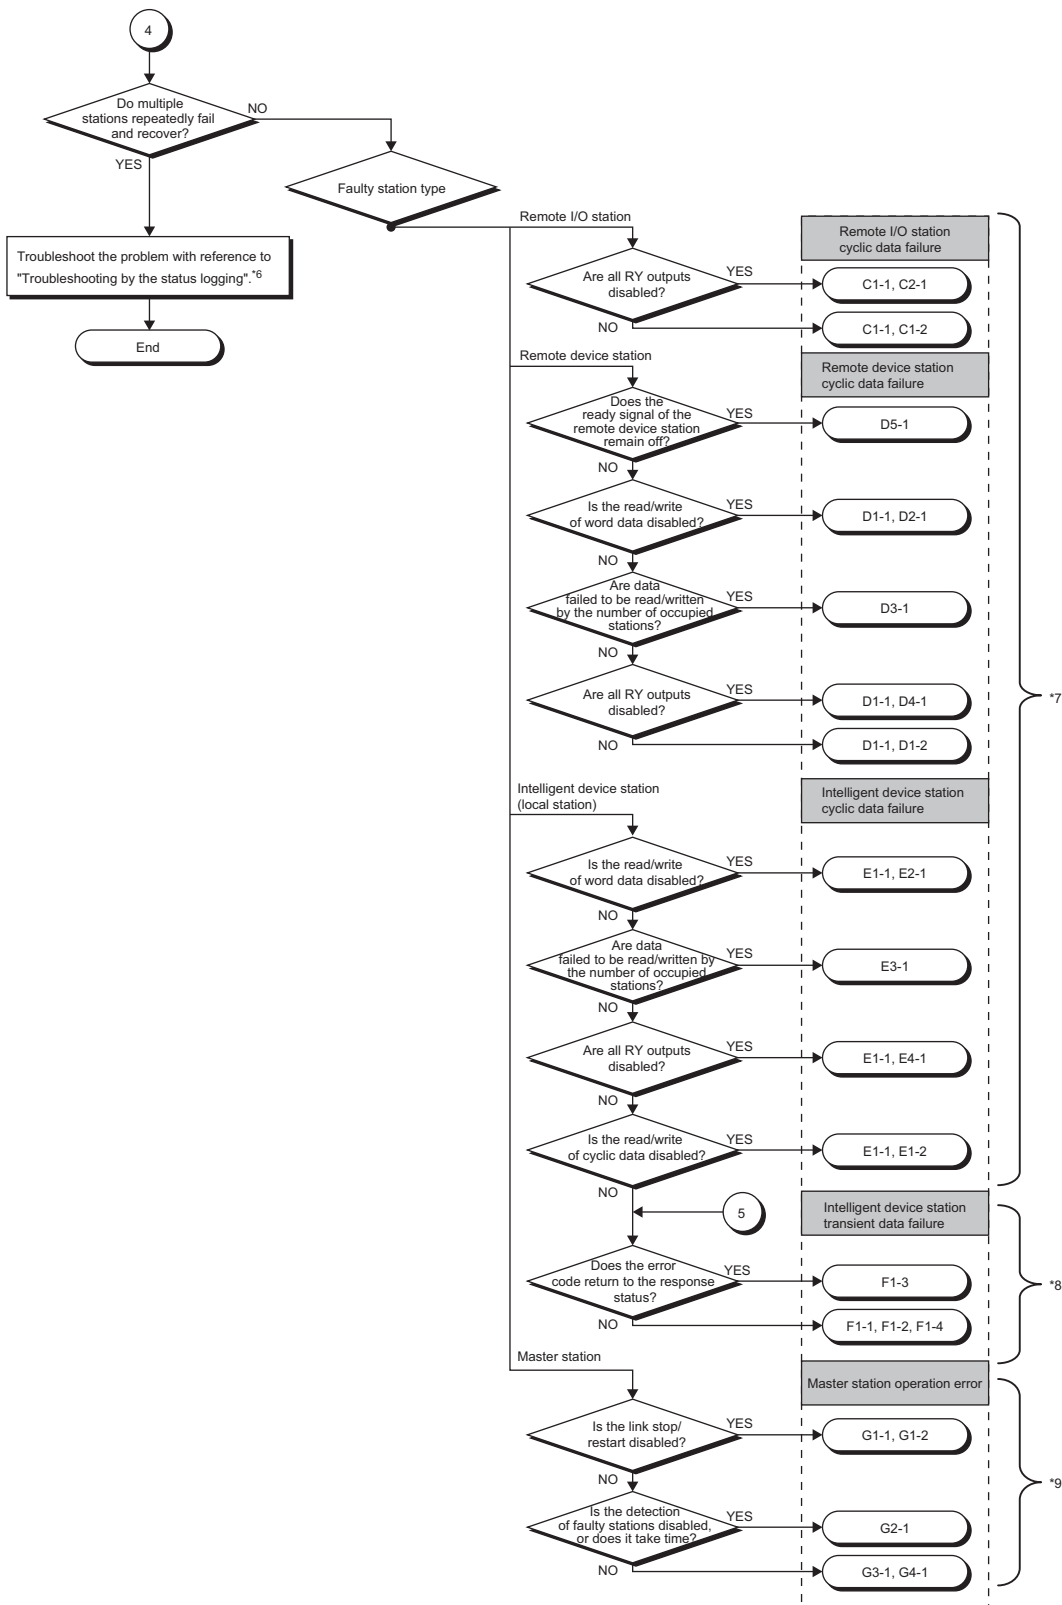 4
Do multiple
stations repeatedly fail
and recover?
NO
YES
Faulty station type
Troubleshoot the problem with reference to
"Troubleshooting by the status logging".*6
End
Remote I/O station
Remote I/O station
cyclic data failure
Are all RY outputs
disabled?
YES
C1-1, C2-1
NO
C1-1, C1-2
Remote device station
Remote device station
cyclic data failure
Does the
ready signal of the
remote device station
remain off?
YES
D5-1
NO
Is the read/write
of word data disabled?
YES
D1-1, D2-1
NO
Are data
failed to be read/written
by the number of occupied
stations?
YES
D3-1
NO
Are all RY outputs
disabled?
YES
D1-1, D4-1
NO
D1-1, D1-2
*7
Intelligent device station
(local station)
Intelligent device station
cyclic data failure
Is the read/write
of word data disabled?
YES
E1-1, E2-1
NO
Are data
failed to be read/written by
the number of occupied
stations?
YES
E3-1
NO
Are all RY outputs
disabled?
YES
E1-1, E4-1
NO
Is the read/write
of cyclic data disabled?
YES
E1-1, E1-2
NO
5
Intelligent device station
transient data failure
Does the error
code return to the response
status?
YES
F1-3
NO
F1-1, F1-2, F1-4
*8
Master station
Master station operation error
Is the link stop/
restart disabled?
YES
G1-1, G1-2
NO
Is the detection
of faulty stations disabled,
or does it take time?
YES
G2-1
NO
G3-1, G4-1
*9